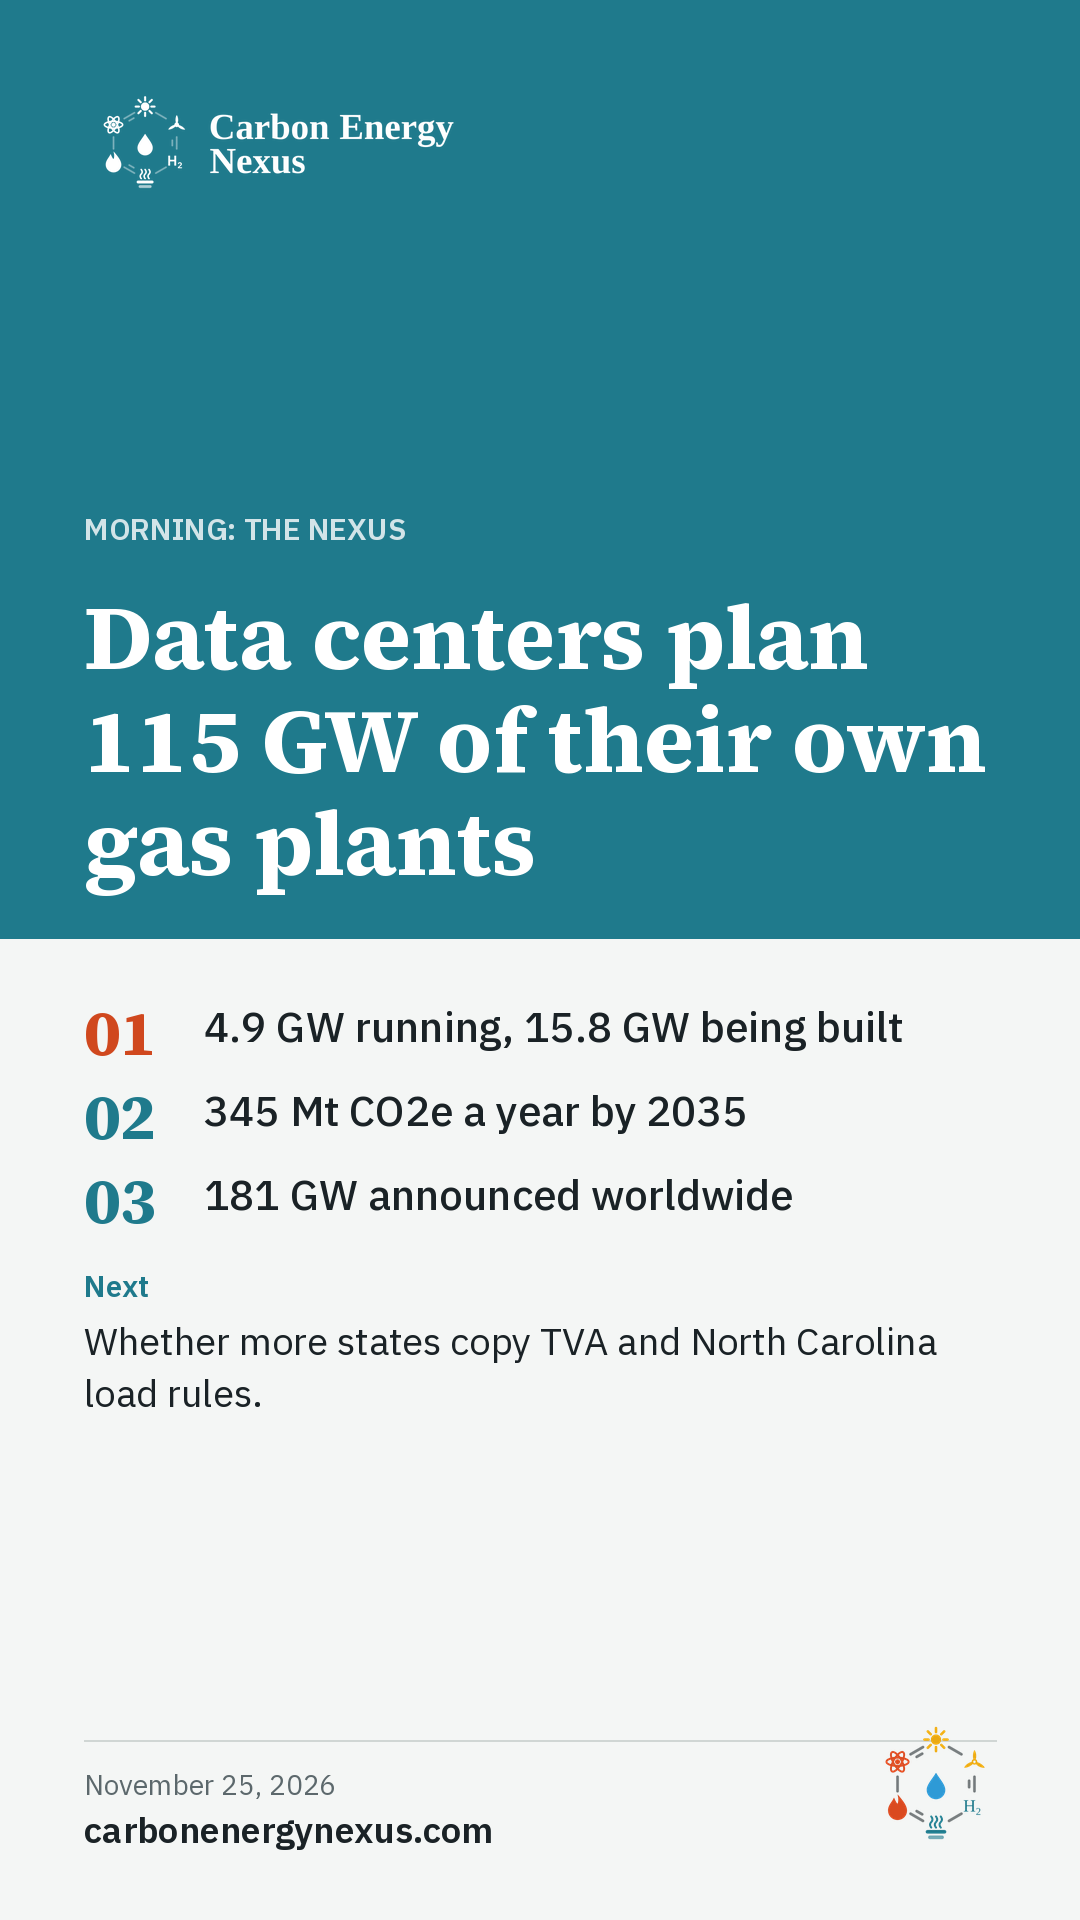 Carbon Energy
Nexus
H₂
MORNING: THE NEXUS
Data centers plan
115 GW of their own
gas plants
01 4.9 GW running, 15.8 GW being built
02 345 Mt CO2e a year by 2035
03 181 GW announced worldwide
Next
Whether more states copy TVA and North Carolina
load rules.
November 25, 2026
carbonenergynexus.com
H₂